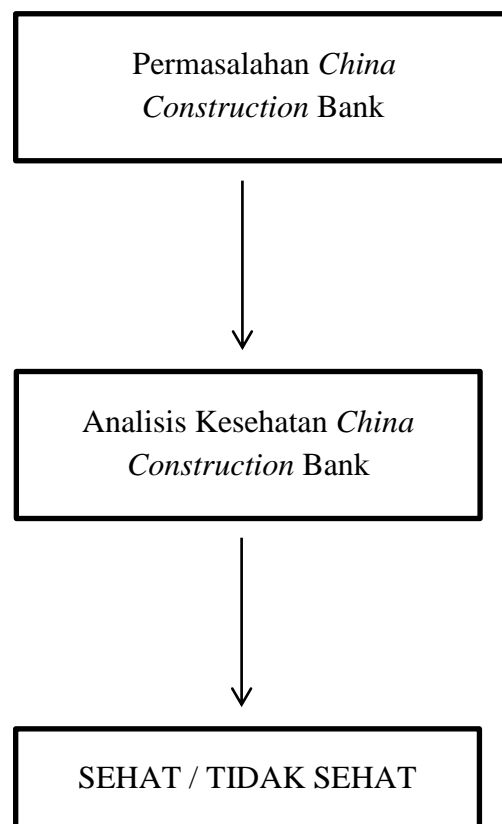 Permasalahan China
Construction Bank
Analisis Kesehatan China
Construction Bank
SEHAT / TIDAK SEHAT